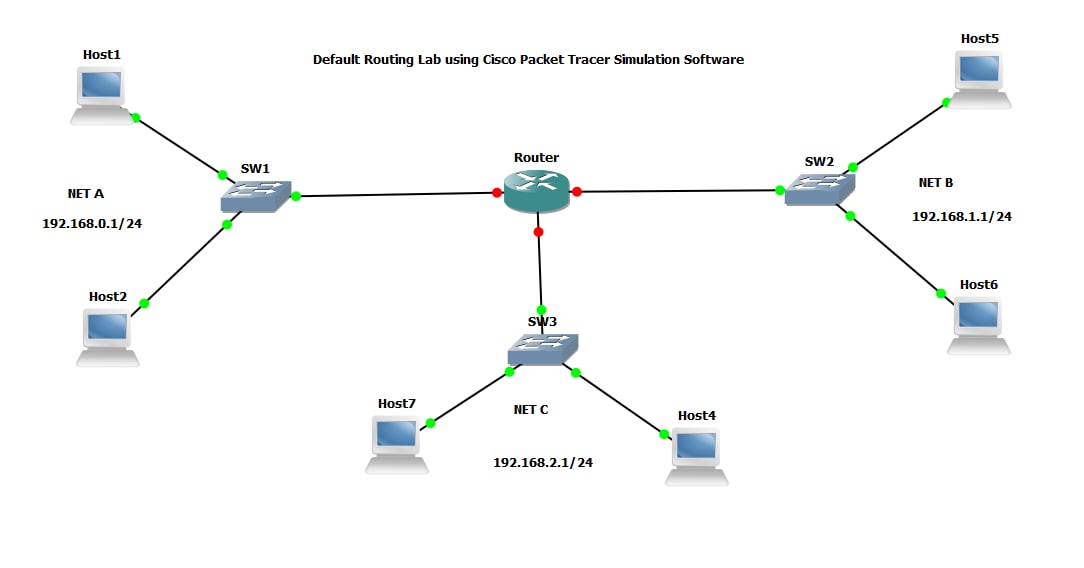 Default Routing Lab using Cisco Packet Tracer Simulation Software
Host1
Host5
SW1
Router
SW2
NET A
192.168.0.1/24
NET B
192.168.1.1/24
Host2
Host6
SW3
Host7
NET C
Host4
192.168.2.1/24